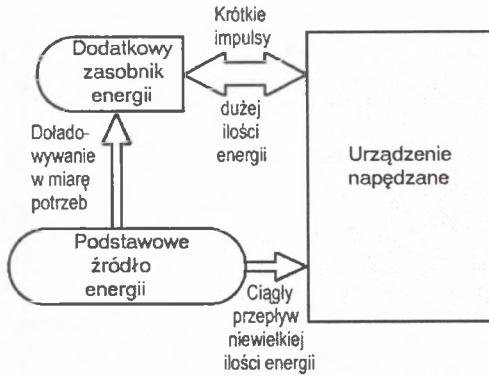 Krótkie
impulsy
Dodatkowy
zasobnik
energii
dużej
ilości
energii
Dołado-
wywanie
w miarę
potrzeb
Urządzenie
napędzane
Podstawowe
źródło
energii
Ciągły
przepływ
niewielkiej
ilości energii